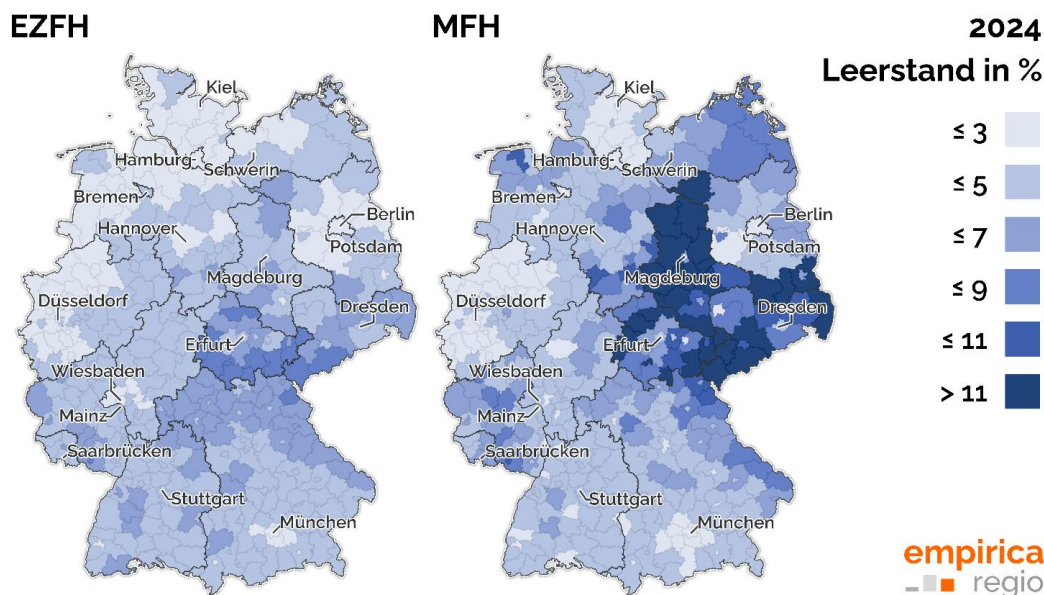 EZFH
MFH
2024
Leerstand in %
Kiel
Hamburg
Schwerin
Bremen
Berlin
Hannover
Potsdam
Magdeburg
Düsseldorf
Dresden
Erfurt
Wiesbaden
Mainz
Saarbrücken
Stuttgart
München
Kiel
Hamburg
Schwerin
Bremen
Berlin
Hannover
Potsdam
Magdeburg
Düsseldorf
Dresden
Erfurt
Wiesbaden
Mainz
Saarbrücken
Stuttgart
München
≤ 3
≤ 5
≤ 7
≤ 9
≤ 11
> 11
empirica
regio